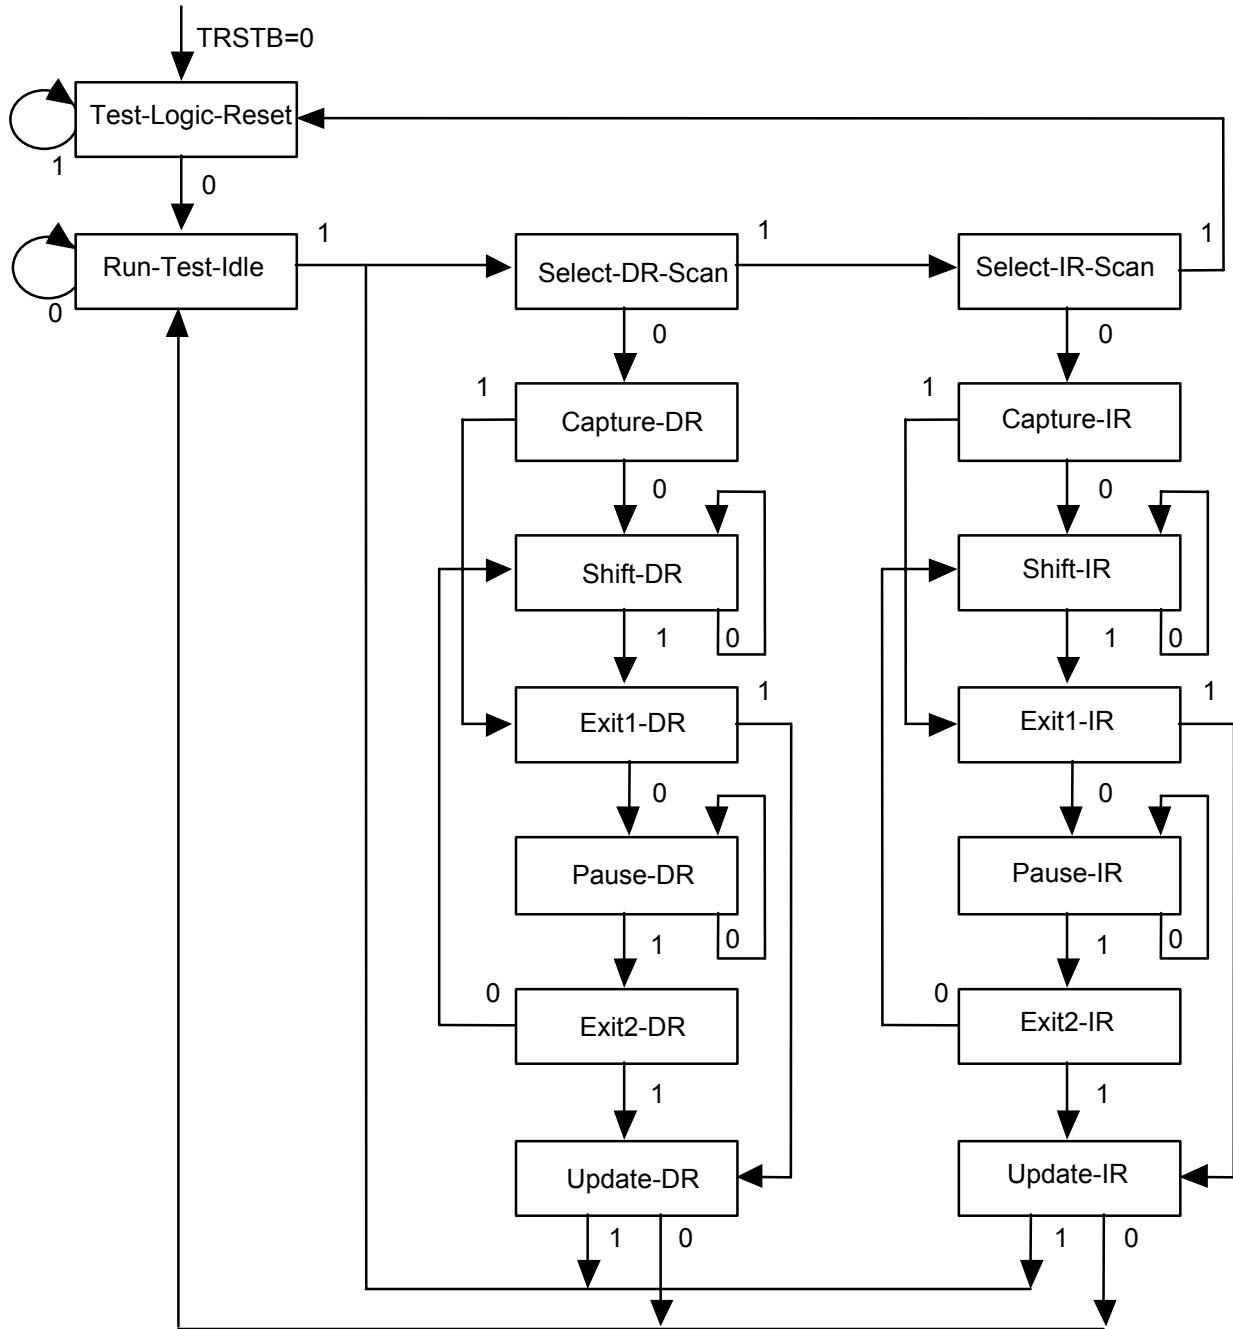 TRSTB=0
Test-Logic-Reset
1
0
Run-Test-Idle
0
1
Select-DR-Scan
1
Select-IR-Scan
1
0
0
1
Capture-DR
1
Capture-IR
0
0
Shift-DR
Shift-IR
1
0
1
0
1
1
Exit1-DR
Exit1-IR
0
0
Pause-DR
Pause-IR
1
0
1
0
0
0
Exit2-DR
Exit2-IR
1
1
Update-DR
Update-IR
1
0
1
0